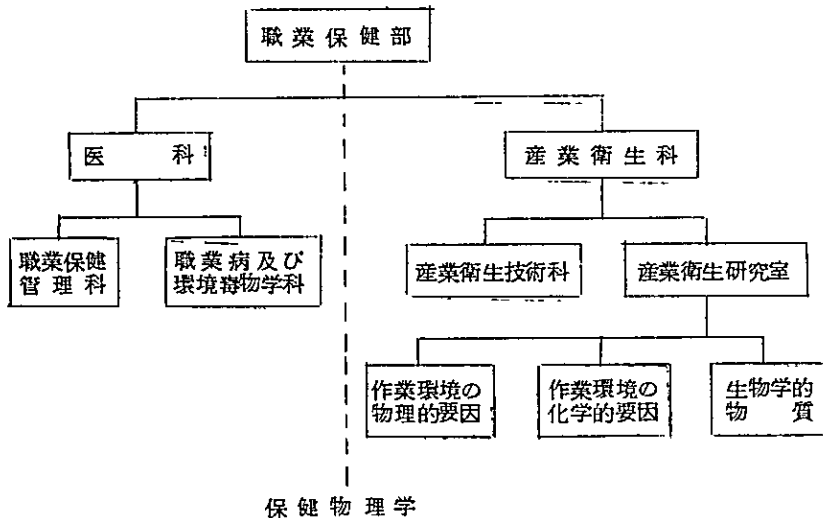 職業保健部
医科
産業衛生科
職業保健
管理科
職業病及び
環境毒物学科
産業衛生技術科
産業衛生研究室
作業環境の
物理的要因
作業環境の
化学的要因
生物学的
物質
保健物理学